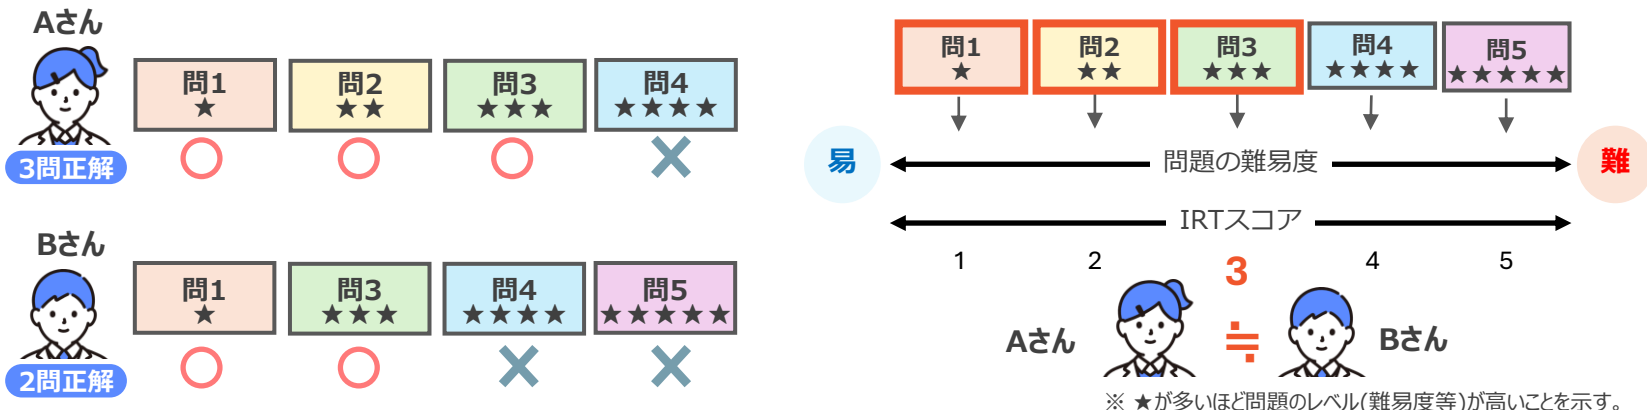 Aさん
問1
★
問2
★★
問3
★★★
問4
★★★★
3問正解
Bさん
問1
★
問3
★★★
問4
★★★★
問5
★★★★★
2問正解
問1
★
問2
★★
問3
★★★
問4
★★★★
問5
★★★★★
易
問題の難易度
難
IRTスコア
1 2 3 4 5
Aさん ≒ Bさん
※ ★が多いほど問題のレベル(難易度等)が高いことを示す。